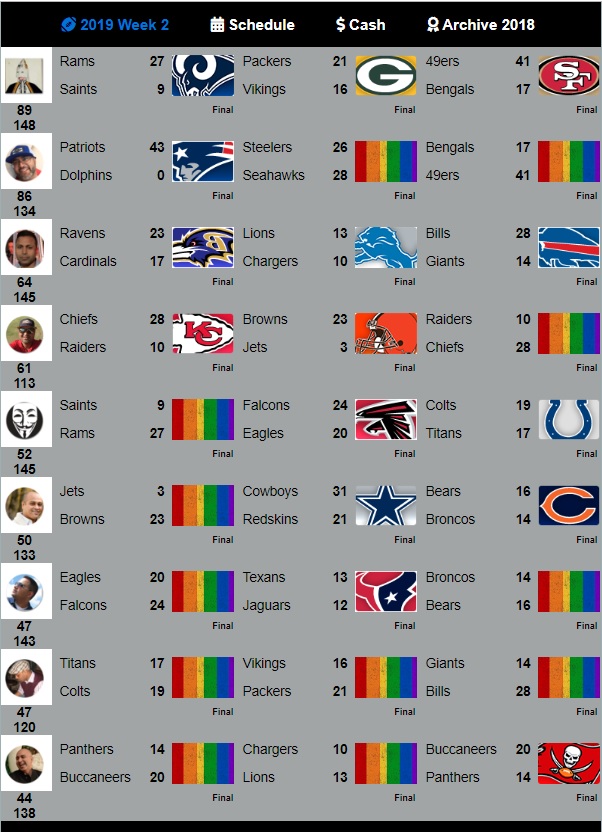 2019 Week 2 Schedule $ Cash Archive 2018
Rams 27 Packers 21 49ers 41
Saints 9 Vikings 16 Bengals 17
89 Final Final Final
148
Patriots 43 Steelers 26 Bengals 17
Dolphins 0 Seahawks 28 49ers 41
86 Final Final Final
134
Ravens 23 Lions 13 Bills 28
Cardinals 17 Chargers 10 Giants 14
64 Final Final Final
145
Chiefs 28 Browns 23 Raiders 10
Raiders 10 Jets 3 Chiefs 28
61 Final Final Final
113
Saints 9 Falcons 24 Colts 19
Rams 27 Eagles 20 Titans 17
52 Final Final Final
145
Jets 3 Cowboys 31 Bears 16
Browns 23 Redskins 21 Broncos 14
50 Final Final Final
133
Eagles 20 Texans 13 Broncos 14
Falcons 24 Jaguars 12 Bears 16
47 Final Final Final
143
Titans 17 Vikings 16 Giants 14
Colts 19 Packers 21 Bills 28
47 Final Final Final
120
Panthers 14 Chargers 10 Buccaneers 20
Buccaneers 20 Lions 13 Panthers 14
44 Final Final Final
138